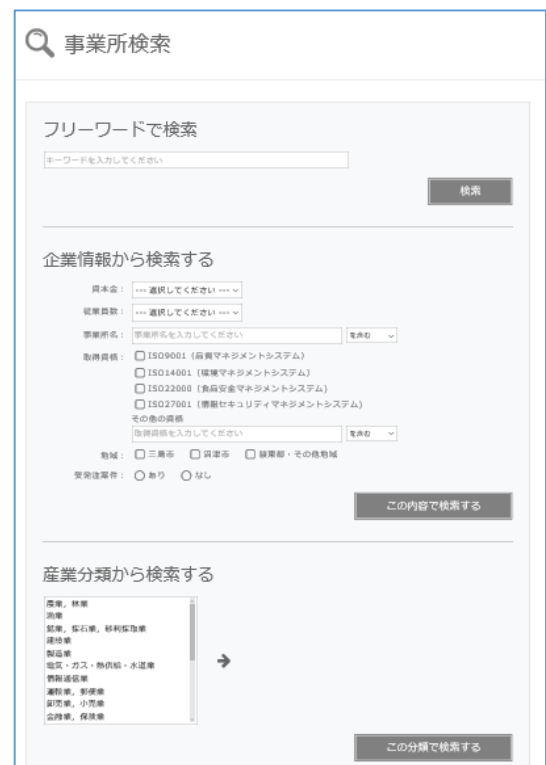 事業所検索
フリーワードで検索
キーワードを入力してください
検索
企業情報から検索する
資本金： --- 選択してください ---
従業員数： --- 選択してください ---
事業所名： 事業所名を入力してください を含む
取得資格： ISO9001（品質マネジメントシステム）
ISO14001（環境マネジメントシステム）
ISO22000（食品安全マネジメントシステム）
ISO27001（情報セキュリティマネジメントシステム）
その他の資格
取得資格を入力してください を含む
地域： 三島市 沼津市 駿東郡・その他地域
受発注案件： あり なし
この内容で検索する
産業分類から検索する
農業，林業
漁業
鉱業，採石業，砂利採取業
建設業
製造業
電気・ガス・熱供給・水道業
情報通信業
運輸業，郵便業
卸売業，小売業
金融業，保険業
この分類で検索する